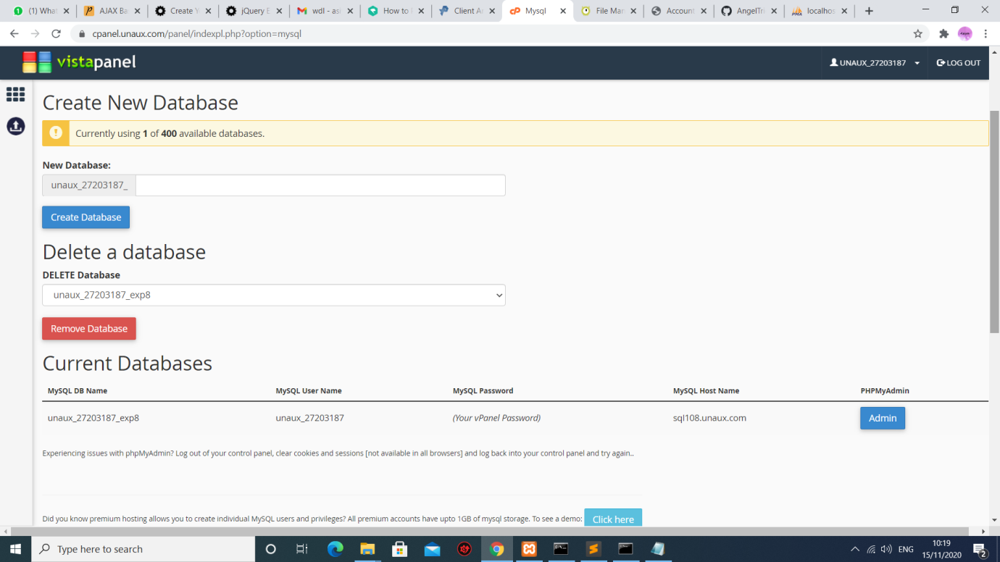 (1) What
AJAX Ba
Create Y
jQuery E
wdl - as
How to
Client Ar
Mysql
File Mar
Account
AngelTri
localhos
cpanel.unaux.com/panel/indexpl.php?option=mysql
vistapanel
UNAUX_27203187
LOG OUT
Create New Database
Currently using 1 of 400 available databases.
New Database:
unaux_27203187_
Create Database
Delete a database
DELETE Database
unaux_27203187_exp8
Remove Database
Current Databases
MySQL DB Name MySQL User Name MySQL Password MySQL Host Name PHPMyAdmin
unaux_27203187_exp8 unaux_27203187 (Your vPanel Password) sql108.unaux.com Admin
Experiencing issues with phpMyAdmin? Log out of your control panel, clear cookies and sessions [not available in all browsers] and log back into your control panel and try again..
Did you know premium hosting allows you to create individual MySQL users and privileges? All premium accounts have upto 1GB of mysql storage. To see a demo: Click here
Type here to search
ENG
10:19
15/11/2020
2